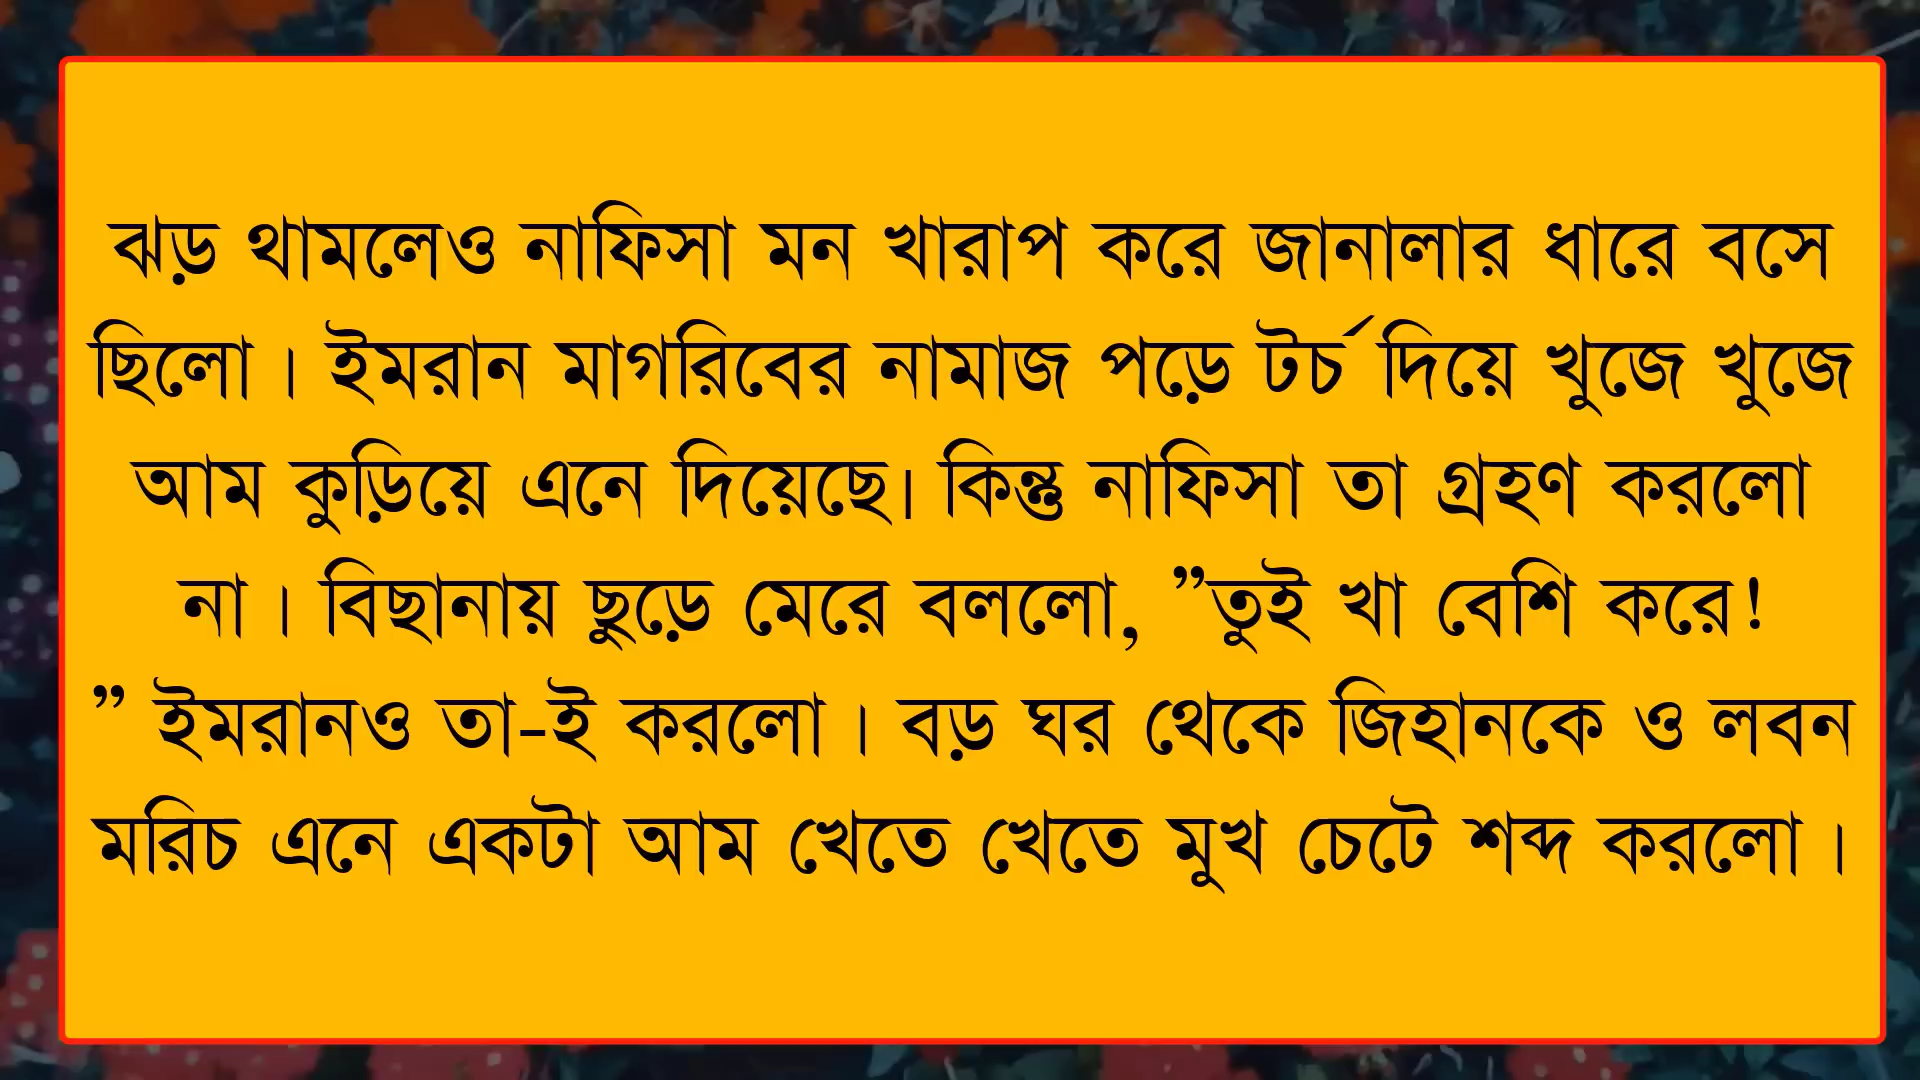 ঝড় থামলেও নাফিসা মন খারাপ করে জানালার ধারে বসে
ছিলো । ইমরান মাগরিবের নামাজ পড়ে টর্চ দিয়ে খুজে খুজে
আম কুড়িয়ে এনে দিয়েছে। কিন্তু নাফিসা তা গ্রহণ করলো
না । বিছানায় ছুড়ে মেরে বললো, ”তুই খা বেশি করে!
” ইমরানও তা-ই করলো । বড় ঘর থেকে জিহানকে ও লবন
মরিচ এনে একটা আম খেতে খেতে মুখ চেটে শব্দ করলো ।